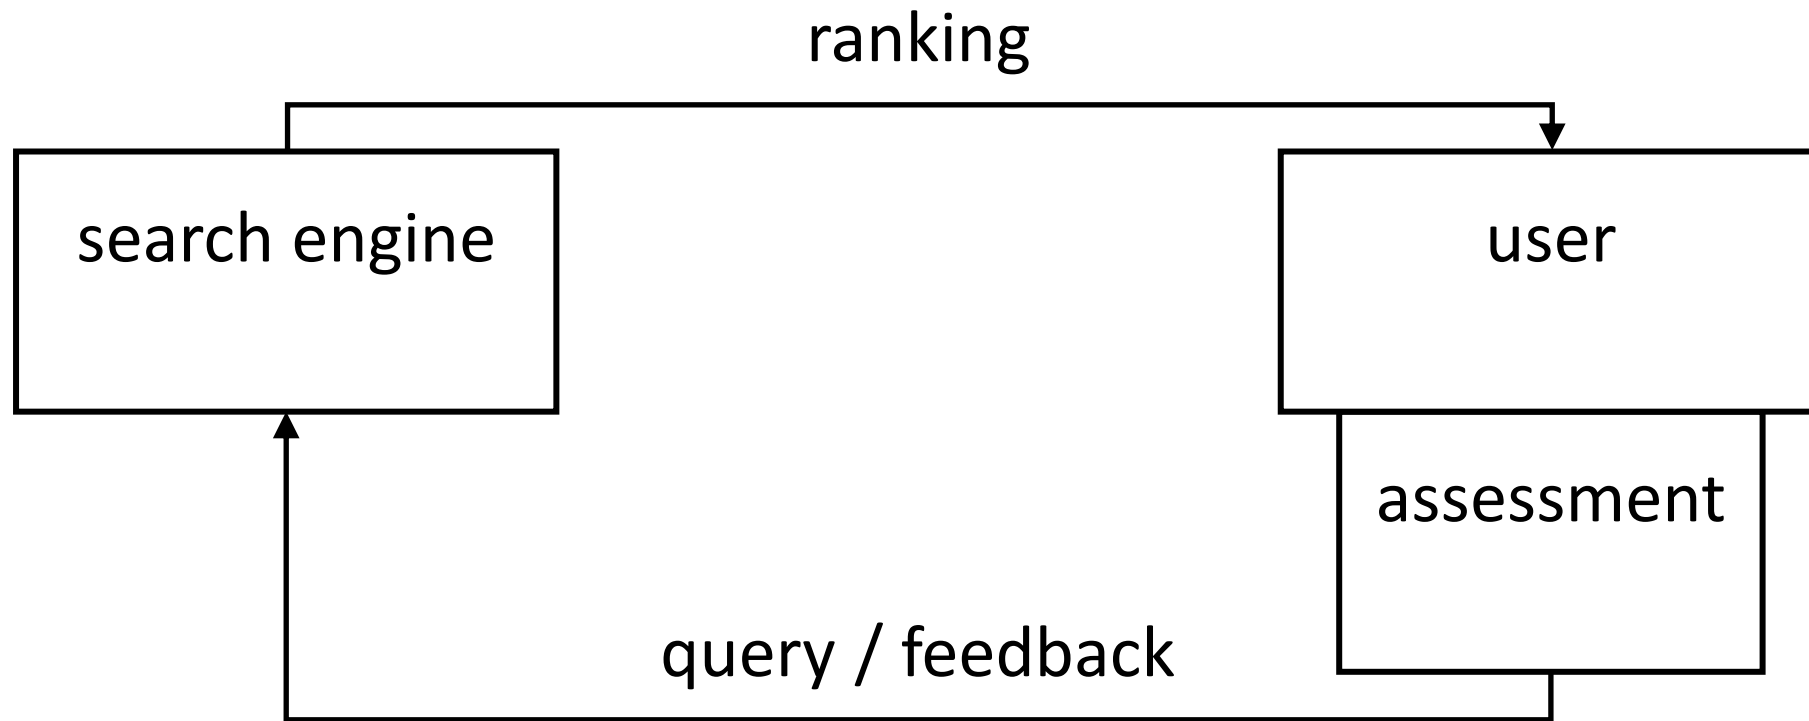 ranking
search engine
user
assessment
query / feedback